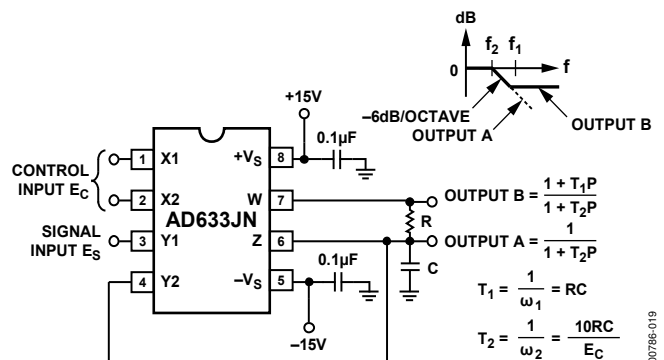 dB
f2 f1
0
f
–6dB/OCTAVE
OUTPUT A
OUTPUT B
+15V
0.1µF
CONTROL
INPUT EC
SIGNAL
INPUT ES
1 X1
2 X2
3 Y1
4 Y2
AD633JN
+VS 8
W 7
Z 6
–VS 5
R
C
0.1µF
–15V
OUTPUT B = 1 + T1P / 1 + T2P
OUTPUT A = 1 / 1 + T2P
T1 = 1 / ω1 = RC
T2 = 1 / ω2 = 10RC / EC
00786-019